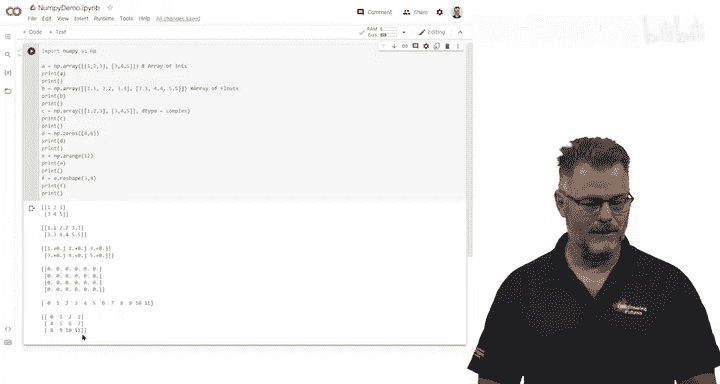 NumpyDemo.ipynb
File Edit View Insert Runtime Tools Help All changes saved
Comment Share
+ Code + Text
RAM
Disk
Editing
import numpy as np
a = np.array([[1,2,3], [3,4,5]]) # Array of ints
print(a)
print()
b = np.array([[1.1, 2.2, 3.3], [3.3, 4.4, 5.5]]) #Array of Floats
print(b)
print()
c = np.array([[1,2,3], [3,4,5]], dtype = complex)
print(c)
print()
d = np.zeros((4,6))
print(d)
print()
e = np.arange(12)
print(e)
print()
f = e.reshape(3,4)
print(f)
print()
[[1 2 3]
[3 4 5]]
[[1.1 2.2 3.3]
[3.3 4.4 5.5]]
[[1.+0.j 2.+0.j 3.+0.j]
[3.+0.j 4.+0.j 5.+0.j]]
[[0. 0. 0. 0. 0. 0.]
[0. 0. 0. 0. 0. 0.]
[0. 0. 0. 0. 0. 0.]
[0. 0. 0. 0. 0. 0.]]
[ 0 1 2 3 4 5 6 7 8 9 10 11]
[[ 0 1 2 3]
[ 4 5 6 7]
[ 8 9 10 11]]
bilibili